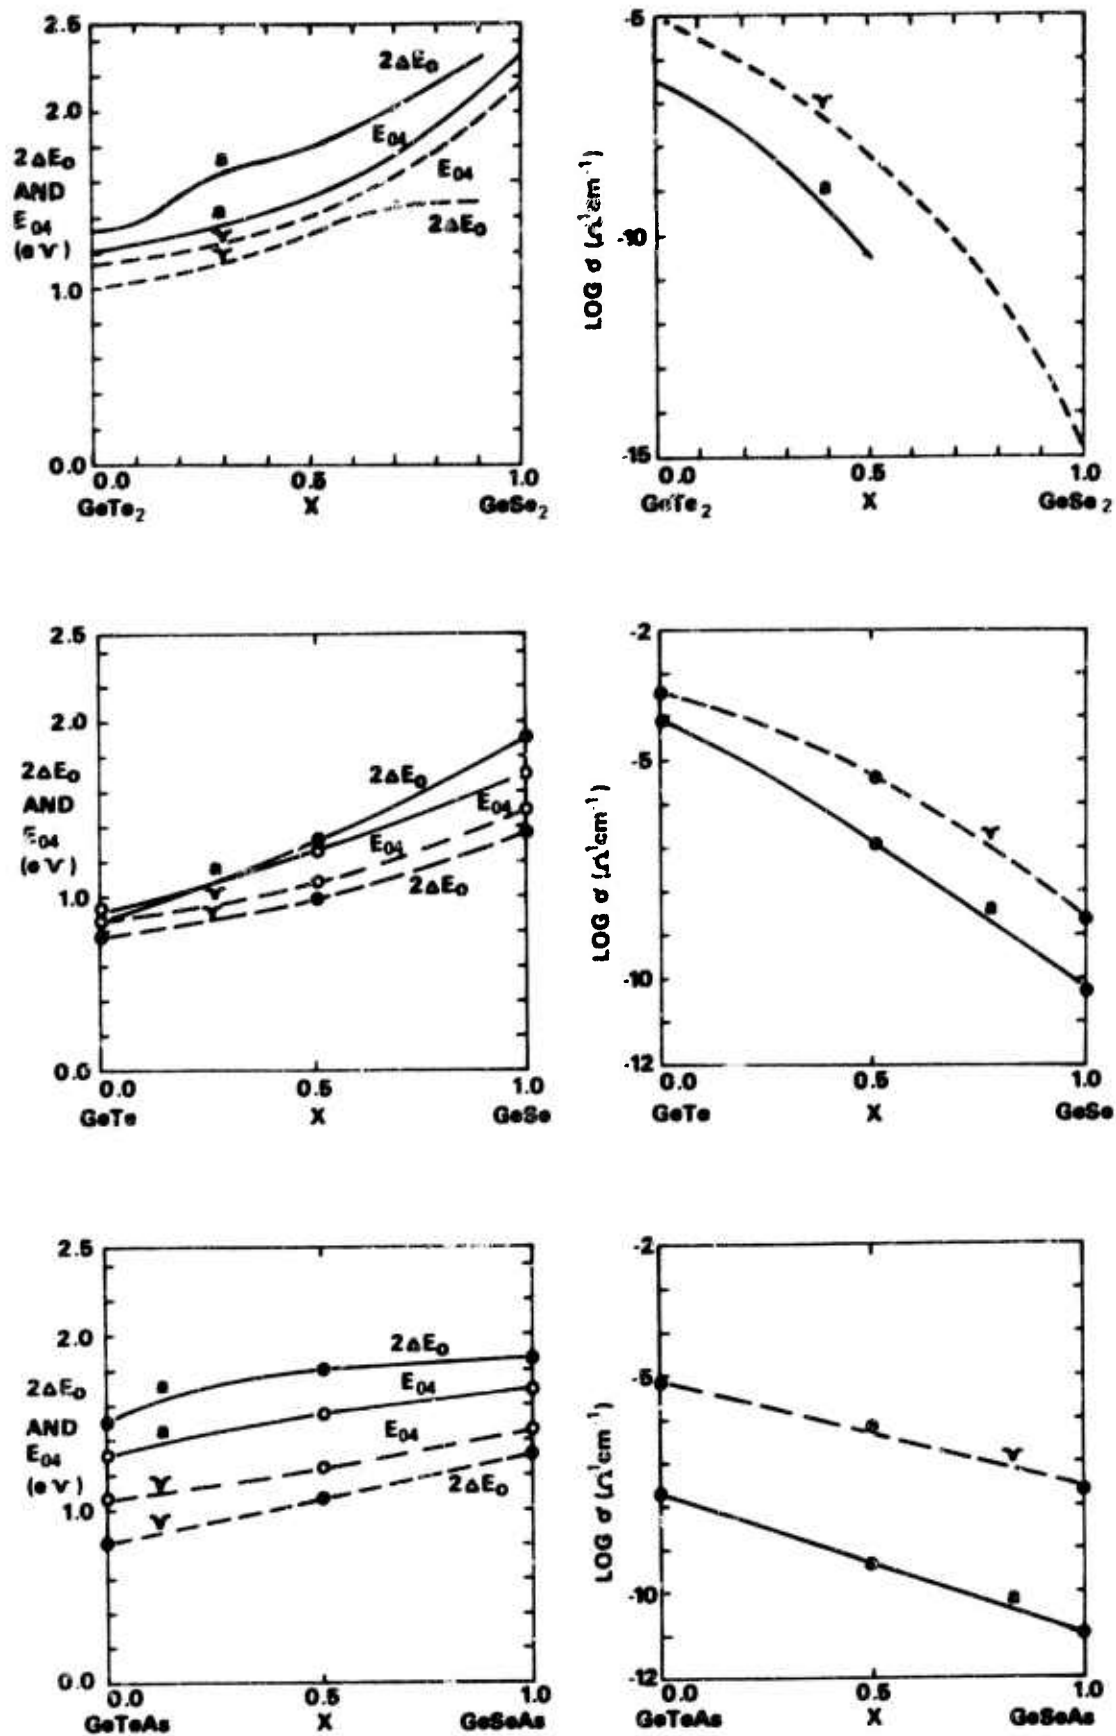 2.5
2.0
2ΔE₀
AND
E₀₄
(eV)
1.0
0.0
0.0 0.5 1.0
GeTe₂ X GeSe₂
2ΔE₀
a
E₀₄
a
E₀₄
γ
γ
2ΔE₀
-5
LOG σ (Ω⁻¹cm⁻¹)
-10
-15
0.0 0.5 1.0
GeTe₂ X GeSe₂
γ
a
2.5
2.0
2ΔE₀
AND
E₀₄
(eV)
1.0
0.0
0.0 0.5 1.0
GeTe X GeSe
2ΔE₀
E₀₄
a
E₀₄
γ
γ
2ΔE₀
-2
-5
LOG σ (Ω⁻¹cm⁻¹)
-10
-12
0.0 0.5 1.0
GeTe X GeSe
γ
a
2.5
2.0
2ΔE₀
AND
E₀₄
(eV)
1.0
0.0
0.0 0.5 1.0
GeTeAs X GeSeAs
2ΔE₀
a
E₀₄
a
E₀₄
γ
2ΔE₀
γ
-2
-5
LOG σ (Ω⁻¹cm⁻¹)
-10
-12
0.0 0.5 1.0
GeTeAs X GeSeAs
γ
a